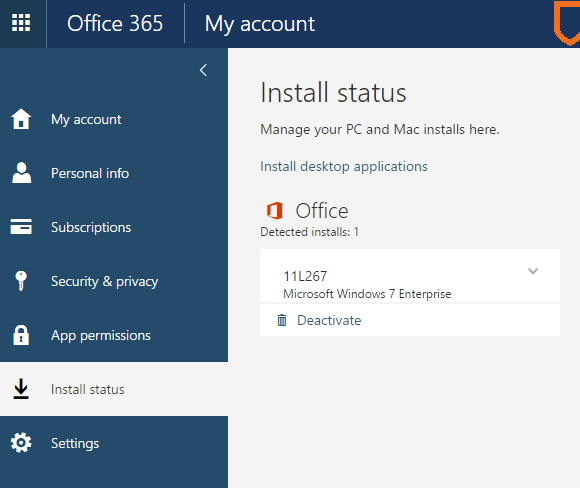 Office 365
My account
My account
Personal info
Subscriptions
Security & privacy
App permissions
Install status
Settings
Install status
Manage your PC and Mac installs here.
Install desktop applications
Office
Detected installs: 1
11L267
Microsoft Windows 7 Enterprise
Deactivate